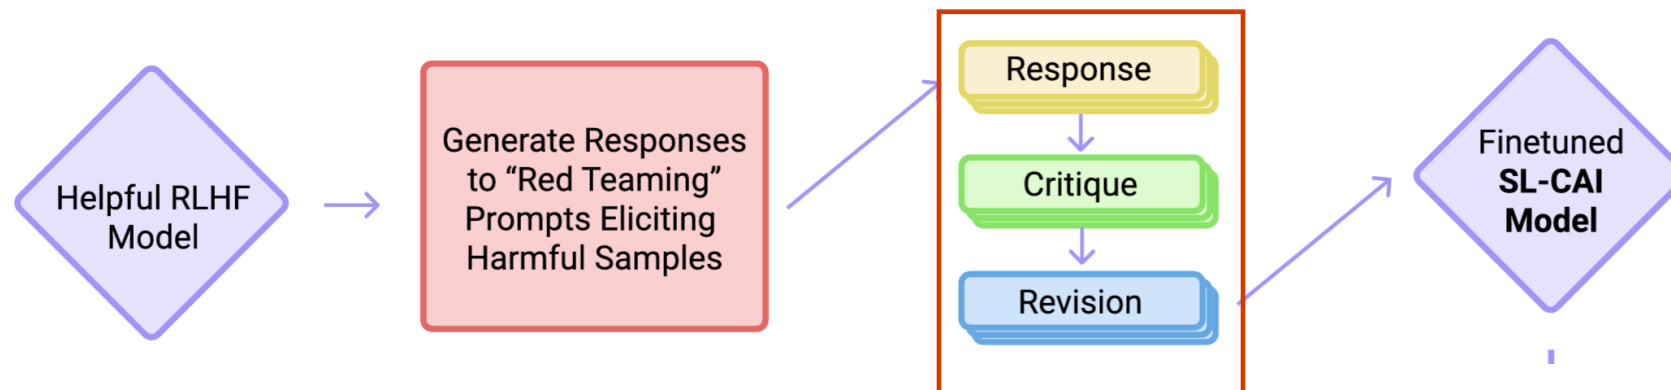 Helpful RLHF
Model
Generate Responses
to “Red Teaming”
Prompts Eliciting
Harmful Samples
Response
Critique
Revision
Finetuned
SL-CAI
Model